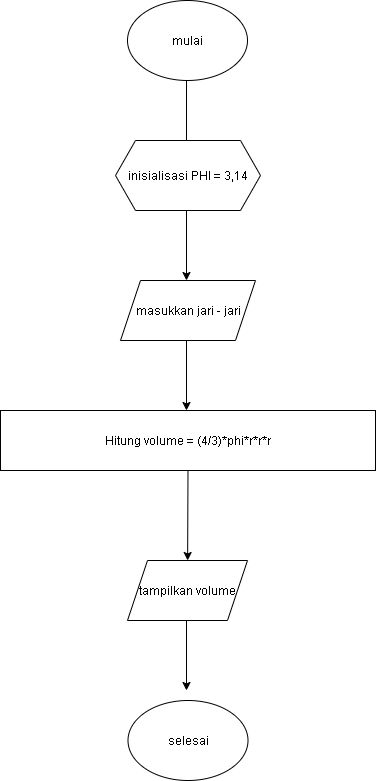 mulai
inisialisasi PHI = 3,14
masukkan jari - jari
Hitung volume = (4/3)*phi*r*r*r
tampilkan volume
selesai